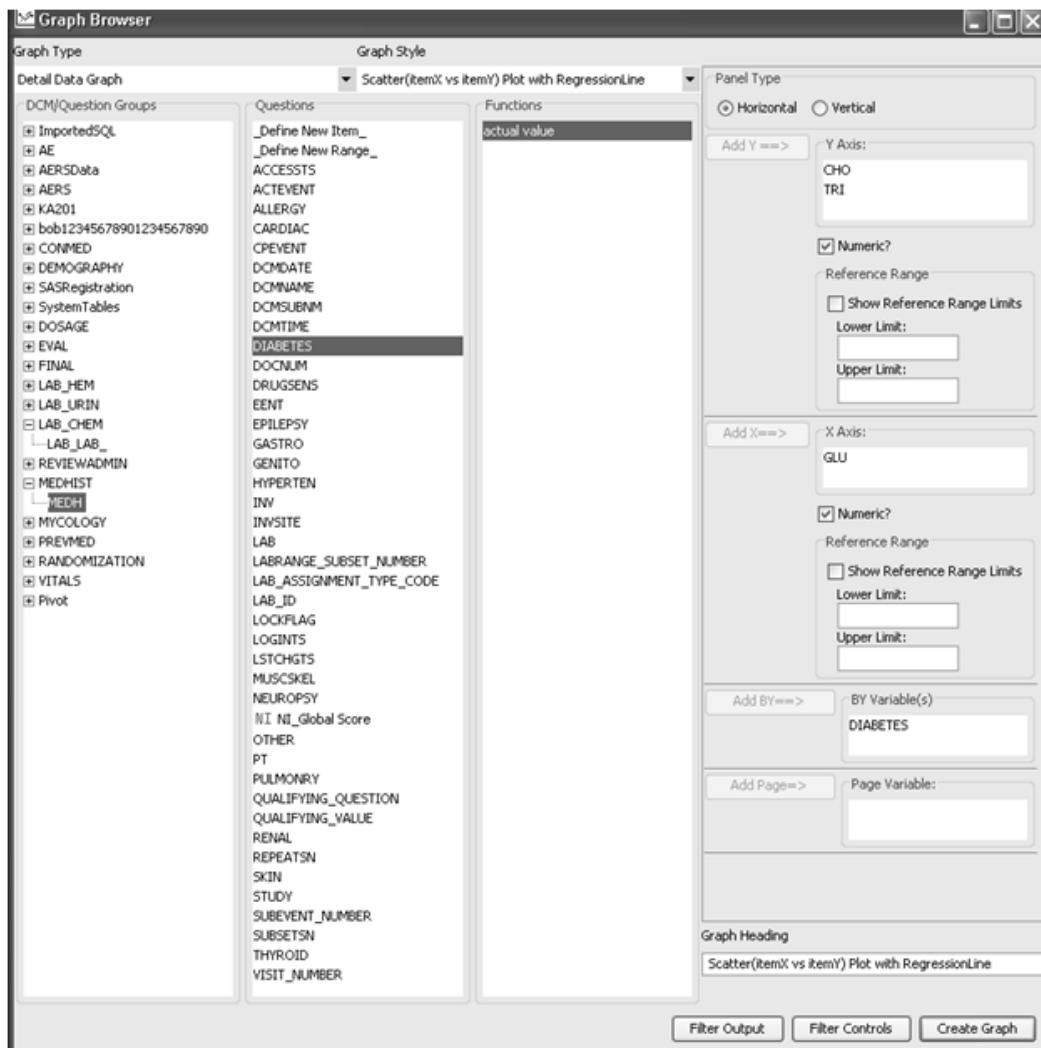 Graph Browser
Graph Type
Graph Style
Detail Data Graph
Scatter(itemX vs itemY) Plot with RegressionLine
DCM/Question Groups
ImportedSQL
AE
AERSData
AERS
KA201
bob12345678901234567890
CONMED
DEMOGRAPHY
SASRegistration
SystemTables
DOSAGE
EVAL
FINAL
LAB_HEM
LAB_URIN
LAB_CHEM
LAB_LAB_
REVIEWADMIN
MEDHIST
MEDH
MYCOLOGY
PREVMED
RANDOMIZATION
VITALS
Pivot
Questions
_Define New Item_
_Define New Range_
ACCESSTS
ACTEVENT
ALLERGY
CARDIAC
CPEVENT
DCMDATE
DCMNAME
DCMSUBNM
DCMTIME
DIABETES
DOCNUM
DRUGSENS
EENT
EPILEPSY
GASTRO
GENITO
HYPERTEN
INV
INVSITE
LAB
LABRANGE_SUBSET_NUMBER
LAB_ASSIGNMENT_TYPE_CODE
LAB_ID
LOCKFLAG
LOGINTS
LSTCHGTS
MUSCSKEL
NEUROPSY
NI NI_Global Score
OTHER
PT
PULMONRY
QUALIFYING_QUESTION
QUALIFYING_VALUE
RENAL
REPEATSN
SKIN
STUDY
SUBEVENT_NUMBER
SUBSETSN
THYROID
VISIT_NUMBER
Functions
actual value
Panel Type
Horizontal Vertical
Add Y ==>
Y Axis:
CHO
TRI
Numeric?
Reference Range
Show Reference Range Limits
Lower Limit:
Upper Limit:
Add X==>
X Axis:
GLU
Numeric?
Reference Range
Show Reference Range Limits
Lower Limit:
Upper Limit:
Add BY==>
BY Variable(s)
DIABETES
Add Page=>
Page Variable:
Graph Heading
Scatter(itemX vs itemY) Plot with RegressionLine
Filter Output
Filter Controls
Create Graph